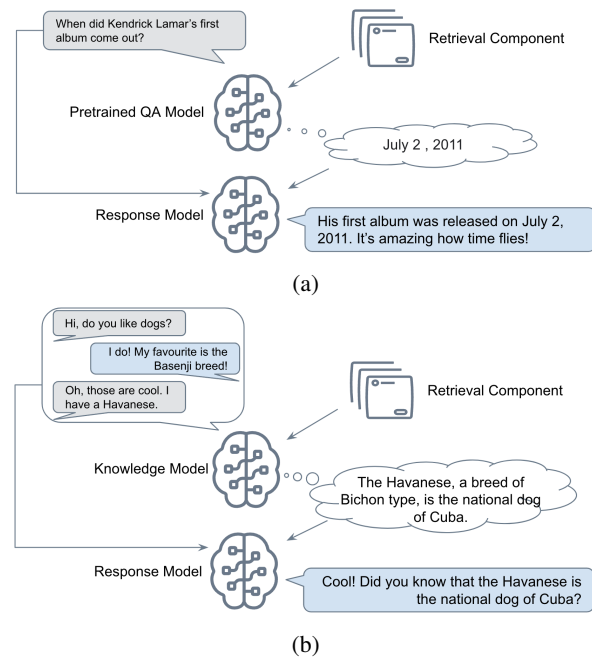 When did Kendrick Lamar's first
album come out?
Retrieval Component
Pretrained QA Model
July 2 , 2011
Response Model
His first album was released on July 2,
2011. It's amazing how time flies!
(a)
Hi, do you like dogs?
I do! My favourite is the
Basenji breed!
Oh, those are cool. I
have a Havanese.
Retrieval Component
Knowledge Model
The Havanese, a breed of
Bichon type, is the national dog
of Cuba.
Response Model
Cool! Did you know that the Havanese is
the national dog of Cuba?
(b)